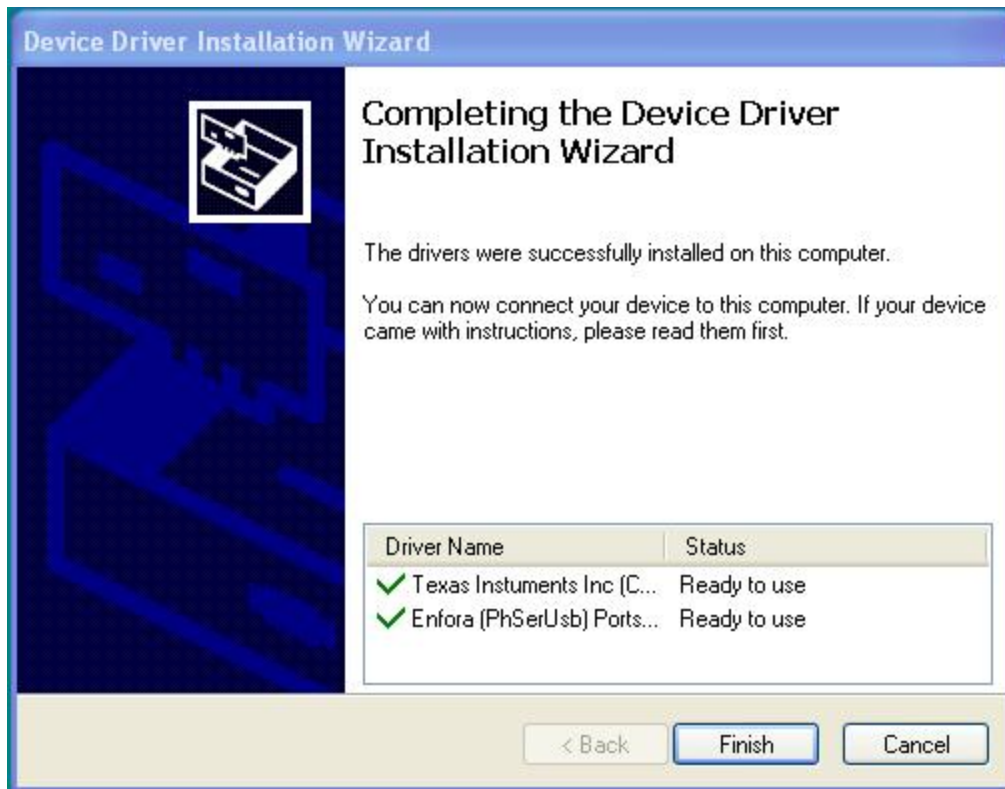 Device Driver Installation Wizard
Completing the Device Driver
Installation Wizard
The drivers were successfully installed on this computer.
You can now connect your device to this computer. If your device
came with instructions, please read them first.
Driver Name Status
Texas Instuments Inc (C... Ready to use
Enfora (PhSerUsb) Ports... Ready to use
< Back Finish Cancel